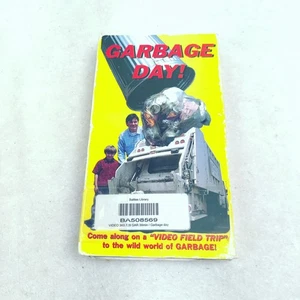 GARBAGE
DAY!
BA508569
Come along on a "VIDEO FIELD TRIP"
to the wild world of GARBAGE!